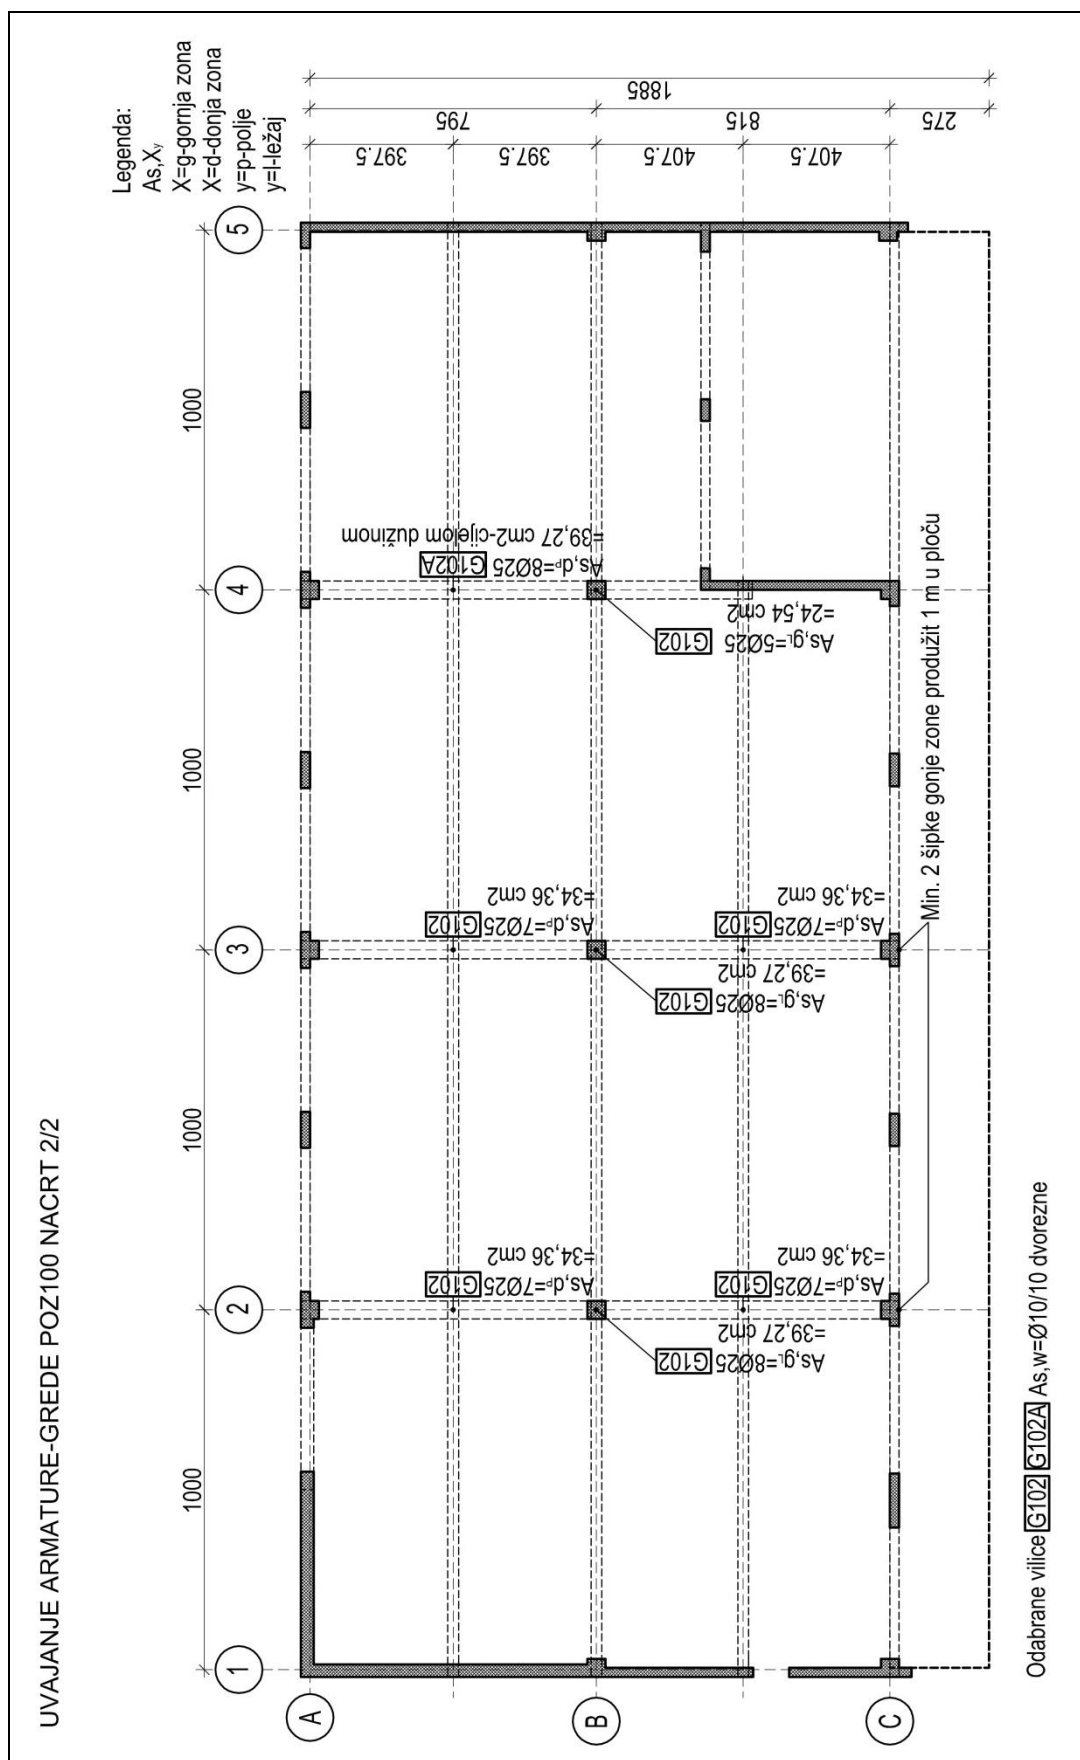 UVAJANJE ARMATURE-GREDE POZ100 NACRT 2/2
Legenda:
As,Xy
X=g-gornja zona
X=d-donja zona
y=p-polje
y=l-ležaj
1000
1000
1000
1000
1
2
3
4
5
A
B
C
397.5
397.5
407.5
407.5
795
815
275
1885
As,dP=7Ø25 G102
=34,36 cm2
As,dP=7Ø25 G102
=34,36 cm2
As,dP=8Ø25 G102A
=39,27 cm2-cijelom dužinom
As,gL=8Ø25 G102
=39,27 cm2
As,gL=8Ø25 G102
=39,27 cm2
As,gL=5Ø25 G102
=24,54 cm2
As,dP=7Ø25 G102
=34,36 cm2
As,dP=7Ø25 G102
=34,36 cm2
Min. 2 šipke gonje zone produžit 1 m u ploču
Odabrane vilice G102 G102A As,w=Ø10/10 dvorezne